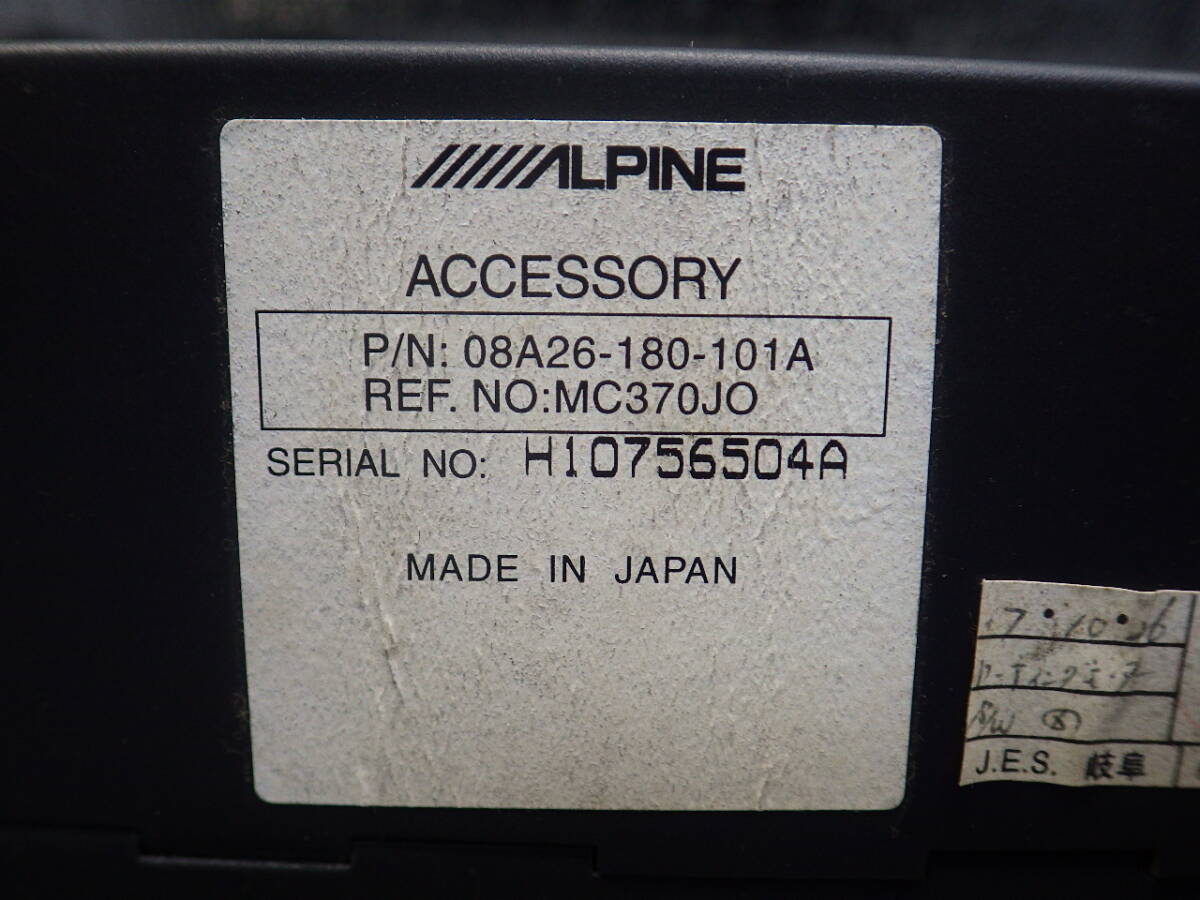 ALPINE
ACCESSORY
P/N: 08A26-180-101A
REF. NO:MC370JO
SERIAL NO: H10756504A
MADE IN JAPAN
J.E.S. 岐阜